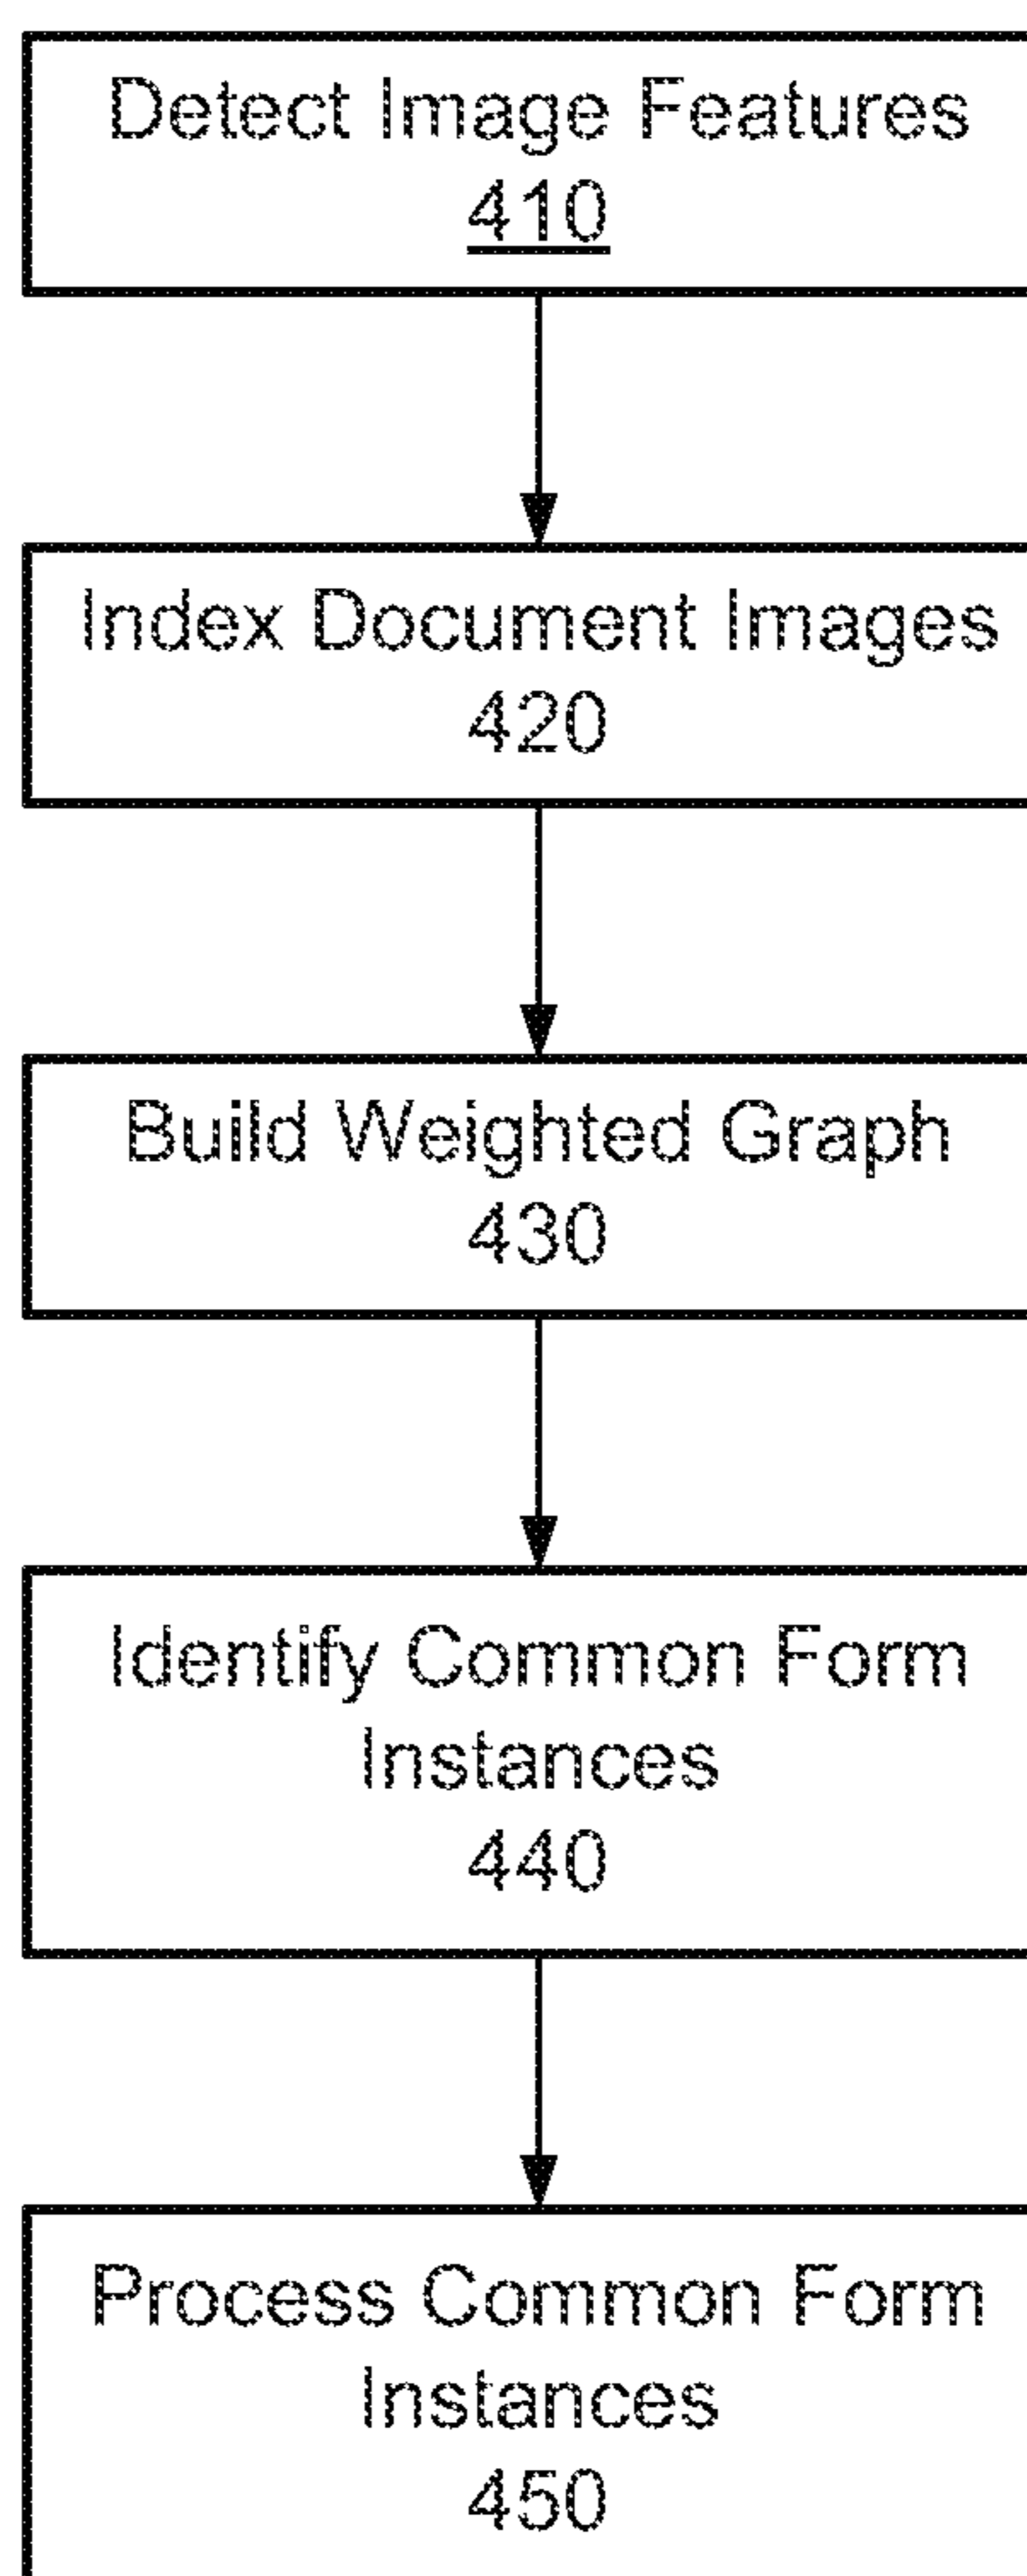 Detect Image Features
410
Index Document Images
420
Build Weighted Graph
430
Identify Common Form
Instances
440
Process Common Form
Instances
450